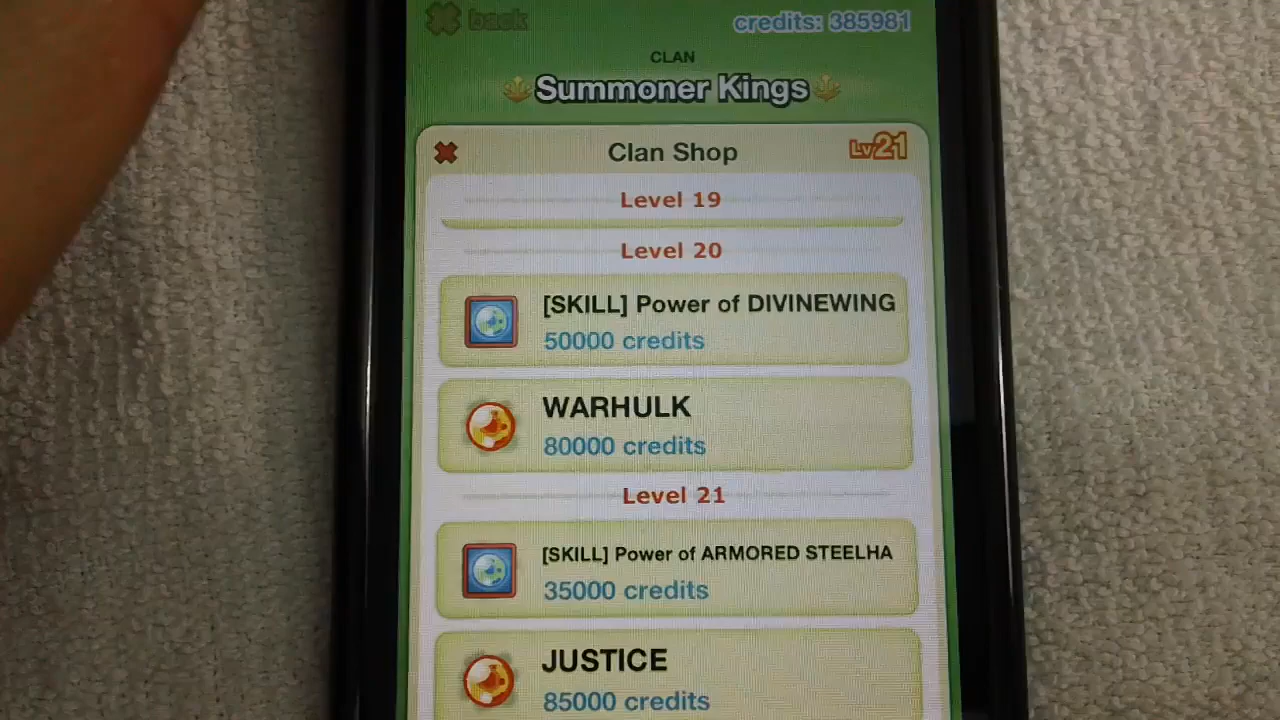 back
credits: 385981
CLAN
Summoner Kings
Clan Shop
Lv21
Level 19
Level 20
[SKILL] Power of DIVINEWING
50000 credits
WARHULK
80000 credits
Level 21
[SKILL] Power of ARMORED STEELHA
35000 credits
JUSTICE
85000 credits